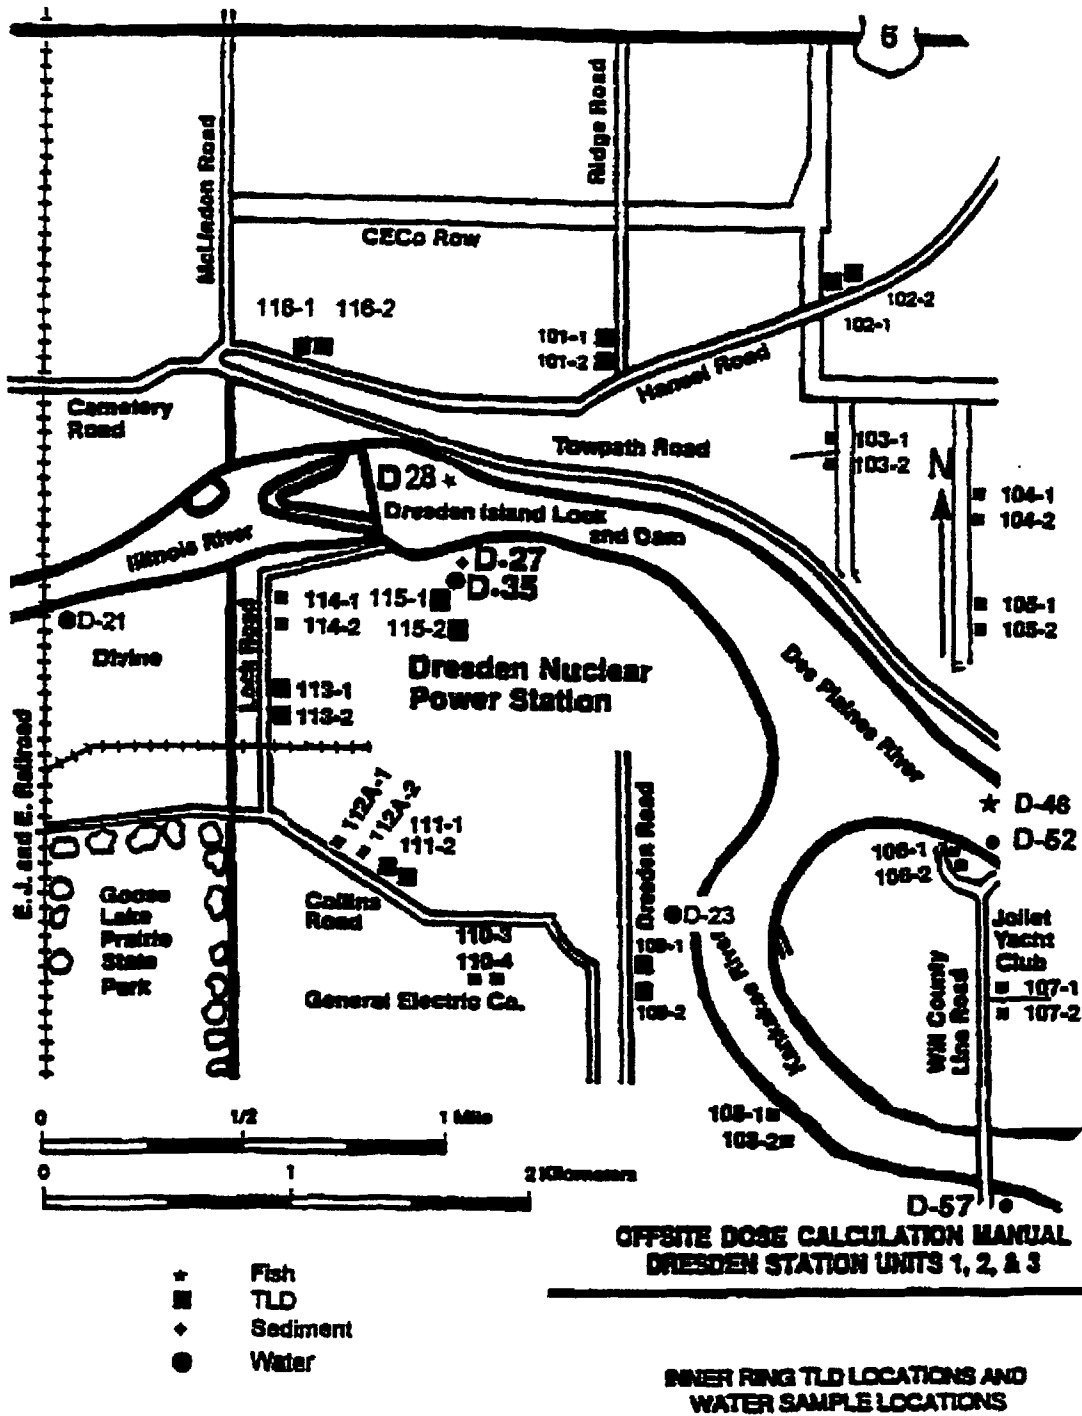 6
McLindon Road
Ridge Road
CECo Row
116-1 116-2
101-1
101-2
102-2
102-1
Hansel Road
Cemetery
Road
Towpath Road
103-1
103-2
N
104-1
104-2
D 28
Dresden Island Lock
and Dam
Illinois River
D-27
D-35
114-1
114-2
115-1
115-2
105-1
105-2
D-21
Divine
Lock Road
Dresden Nuclear
Power Station
113-1
113-2
Des Plaines River
E.J. and E. Railroad
112A-1
112A-2
111-1
111-2
Dresden Road
D-46
D-52
106-1
106-2
Goose
Lake
Prairie
State
Park
Collins
Road
D-23
109-1
109-2
Kankakee River
110-3
110-4
General Electric Co.
Joliet
Yacht
Club
107-1
107-2
Will County
Line Road
108-1
108-2
0 1/2 1 Mile
0 1 2 Kilometers
D-57
OFFSITE DOSE CALCULATION MANUAL
DRESDEN STATION UNITS 1, 2, & 3
Fish
TLD
Sediment
Water
INNER RING TLD LOCATIONS AND
WATER SAMPLE LOCATIONS